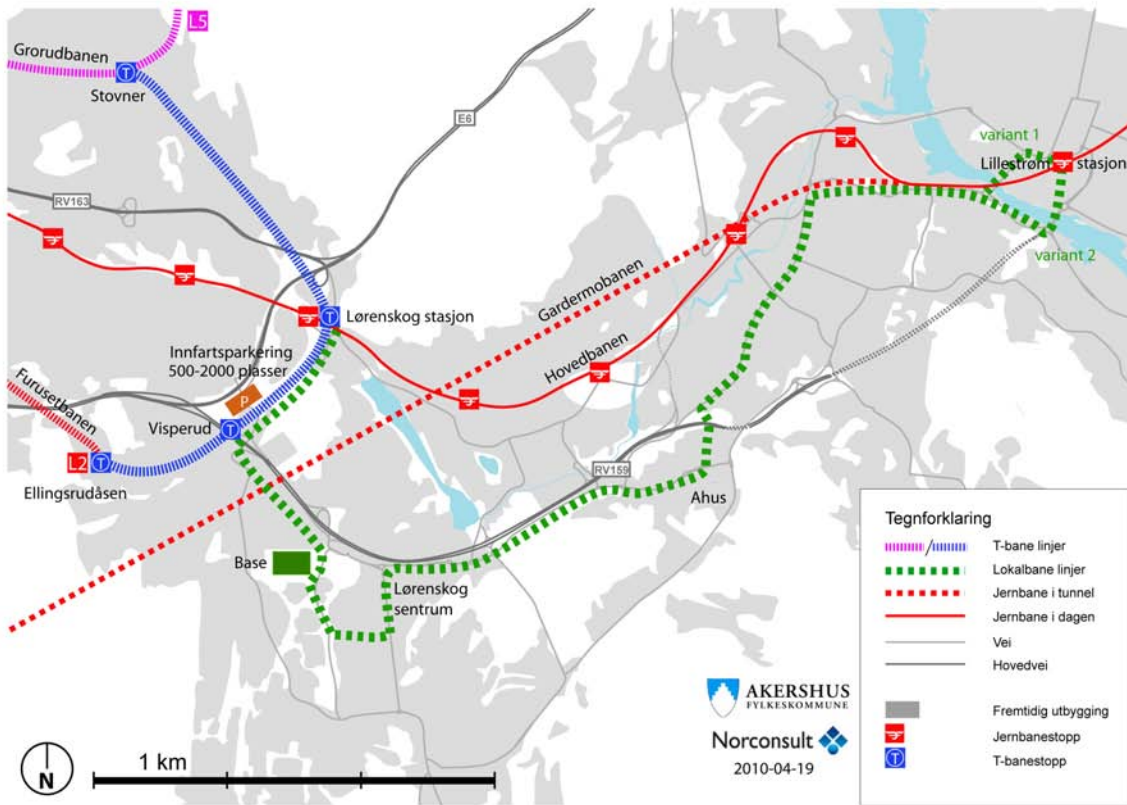 L5
Grorudbanen
T
Stovner
E6
RV163
variant 1
Lillestrøm stasjon
variant 2
T
Lørenskog stasjon
Gardermobanen
Hovedbanen
Innfartsparkering
500-2000 plasser
P
Furusetbanen
Visperud
T
L2
T
Ellingsrudåsen
RV159
Ahus
Base
Lørenskog
sentrum
Tegnforklaring
/
T-bane linjer
Lokalbane linjer
Jernbane i tunnel
Jernbane i dagen
Vei
Hovedvei
Fremtidig utbygging
Jernbanestopp
T
T-banestopp
AKERSHUS
FYLKESKOMMUNE
Norconsult
2010-04-19
N
1 km